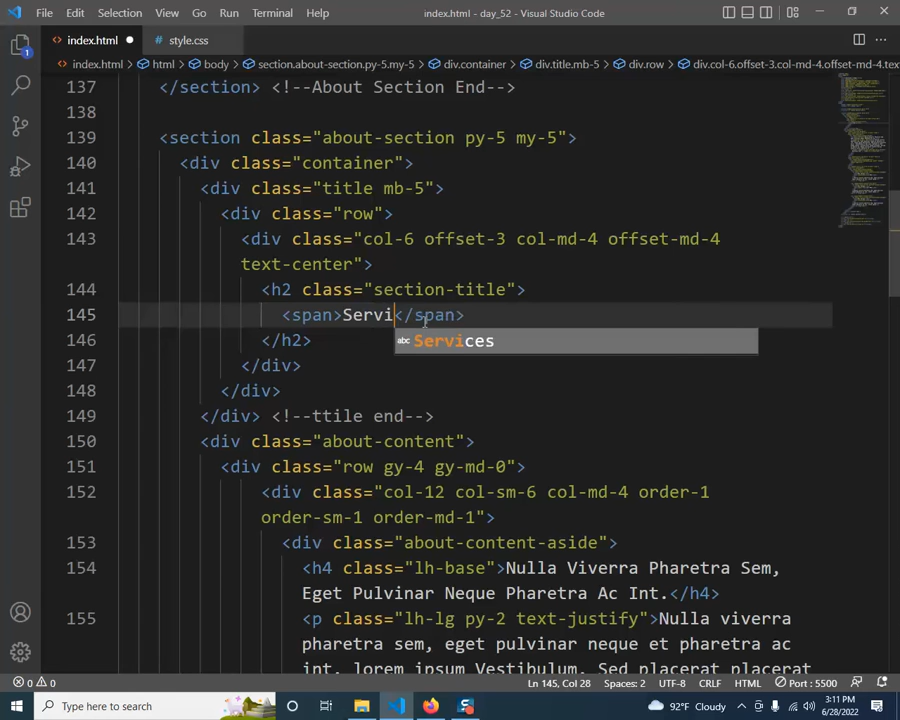 File Edit Selection View Go Run Terminal Help index.html - day_52 - Visual Studio Code
index.html style.css
index.html > html > body > section.about-section.py-5.my-5 > div.container > div.title.mb-5 > div.row > div.col-6.offset-3.col-md-4.offset-md-4.tex
137 </section> <!--About Section End-->
138
139 <section class="about-section py-5 my-5">
140 <div class="container">
141 <div class="title mb-5">
142 <div class="row">
143 <div class="col-6 offset-3 col-md-4 offset-md-4
text-center">
144 <h2 class="section-title">
145 <span>Servi</span>
abc Services
146 </h2>
147 </div>
148 </div>
149 </div> <!--ttile end-->
150 <div class="about-content">
151 <div class="row gy-4 gy-md-0">
152 <div class="col-12 col-sm-6 col-md-4 order-1
order-sm-1 order-md-1">
153 <div class="about-content-aside">
154 <h4 class="lh-base">Nulla Viverra Pharetra Sem,
Eget Pulvinar Neque Pharetra Ac Int.</h4>
155 <p class="lh-lg py-2 text-justify">Nulla viverra
pharetra sem, eget pulvinar neque et pharetra ac
int. lorem ipsum Vestibulum. Sed placerat placerat
1
0 0 Ln 145, Col 28 Spaces: 2 UTF-8 CRLF HTML Port : 5500
Type here to search 92°F Cloudy 3:11 PM
6/28/2022